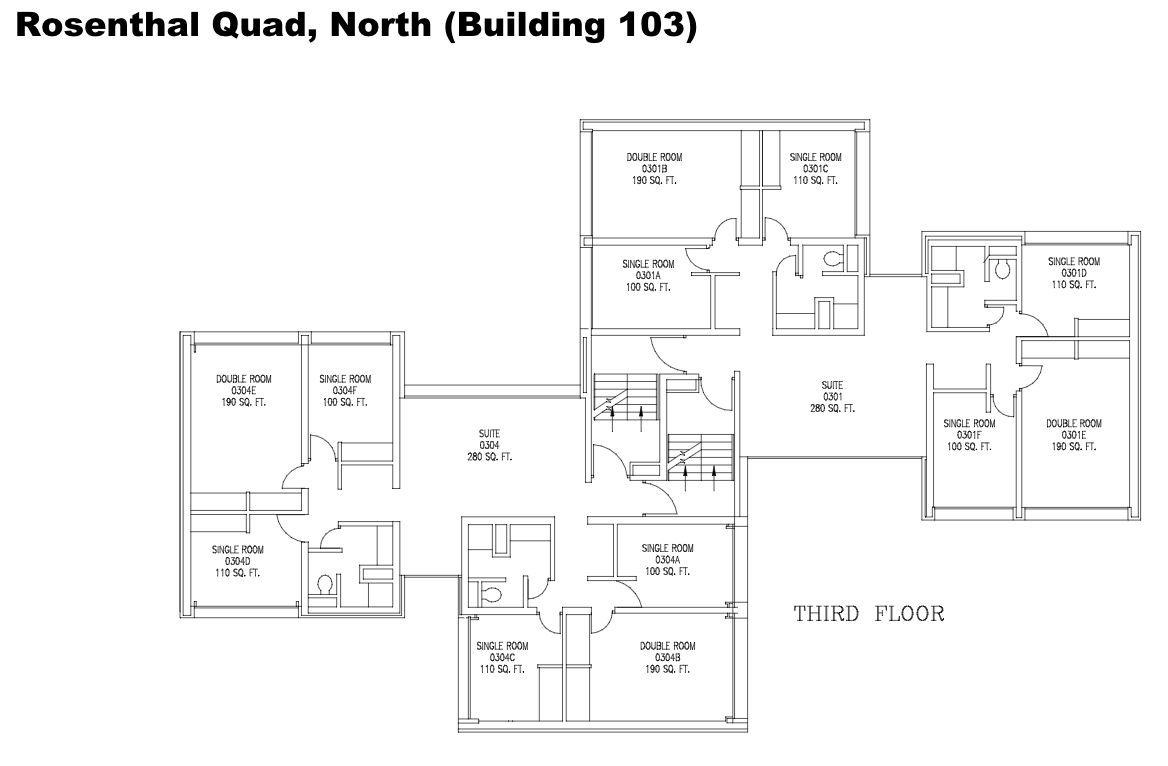 Rosenthal Quad, North (Building 103)
DOUBLE ROOM
0301B
190 SQ. FT.
SINGLE ROOM
0301C
110 SQ. FT.
SINGLE ROOM
0301A
100 SQ. FT.
SINGLE ROOM
0301D
110 SQ. FT.
DOUBLE ROOM
0304E
190 SQ. FT.
SINGLE ROOM
0304F
100 SQ. FT.
SUITE
0301
280 SQ. FT.
SUITE
0304
280 SQ. FT.
SINGLE ROOM
0301F
100 SQ. FT.
DOUBLE ROOM
0301E
190 SQ. FT.
SINGLE ROOM
0304D
110 SQ. FT.
SINGLE ROOM
0304A
100 SQ. FT.
THIRD FLOOR
SINGLE ROOM
0304C
110 SQ. FT.
DOUBLE ROOM
0304B
190 SQ. FT.